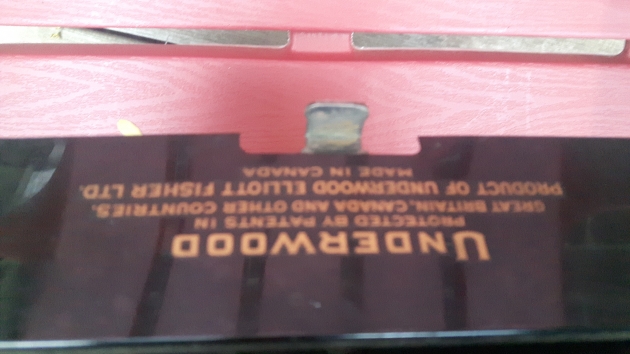 UNDERWOOD
PROTECTED BY PATENTS IN
GREAT BRITAIN, CANADA AND OTHER COUNTRIES.
PRODUCT OF UNDERWOOD ELLIOTT FISHER LTD.
MADE IN CANADA